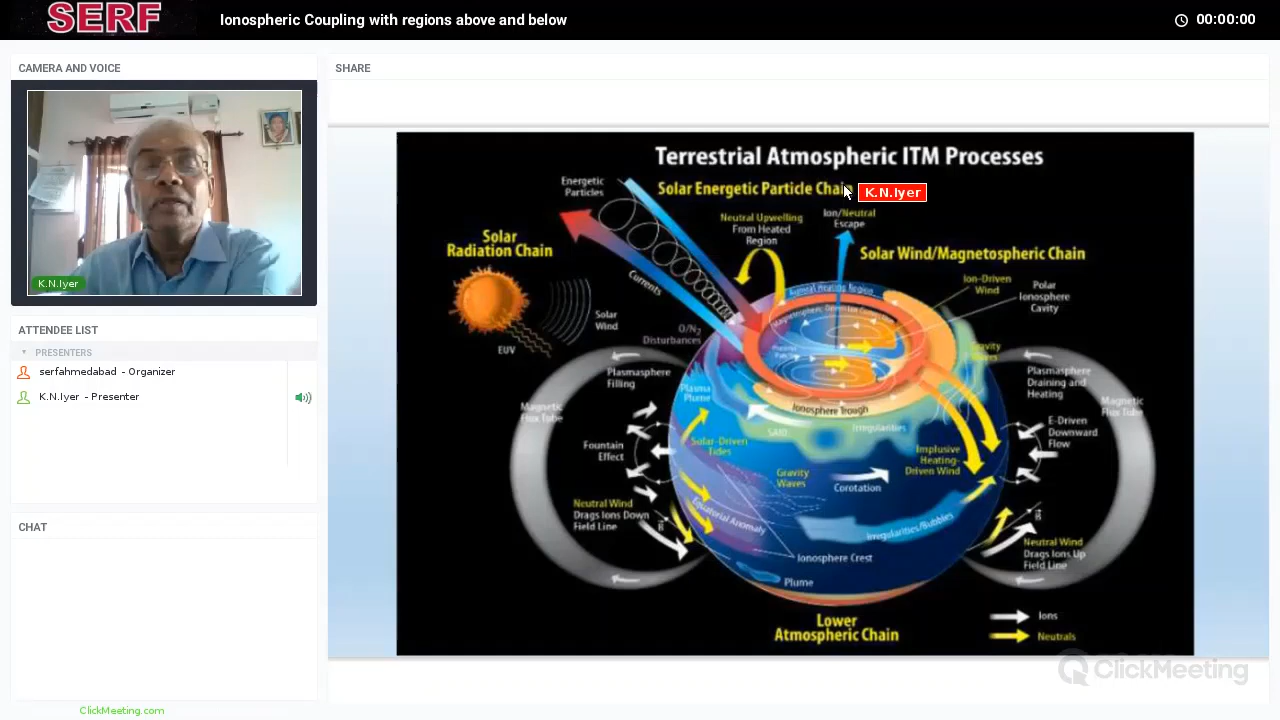 SERF
Ionospheric Coupling with regions above and below
00:00:00
CAMERA AND VOICE
K.N.Iyer
ATTENDEE LIST
PRESENTERS
serfahmedabad - Organizer
K.N.Iyer - Presenter
CHAT
ClickMeeting.com
SHARE
Terrestrial Atmospheric ITM Processes
Solar Energetic Particle Chain
K.N.Iyer
Energetic
Particles
Neutral Upwelling
From Heated
Region
Ion/Neutral
Escape
Solar
Radiation Chain
Solar Wind/Magnetospheric Chain
Currents
Ion-Driven
Wind
Polar
Ionosphere
Cavity
Auroral Heating Region
Solar
Wind
EUV
O/N2
Disturbances
Gravity
Waves
Plasmasphere
Filling
Plasma
Plume
Plasmasphere
Draining and
Heating
Magnetic
Flux Tube
Magnetic
Flux Tube
Ionosphere Trough
SAID
Irregularities
E-Driven
Downward
Flow
Fountain
Effect
Solar-Driven
Tides
Implusive
Heating-
Driven Wind
Gravity
Waves
Corotation
Neutral Wind
Drags Ions Down
Field Line
Equatorial Anomaly
Irregularities/Bubbles
Neutral Wind
Drags Ions Up
Field Line
Ionosphere Crest
Plume
Lower
Atmospheric Chain
Ions
Neutrals
ClickMeeting